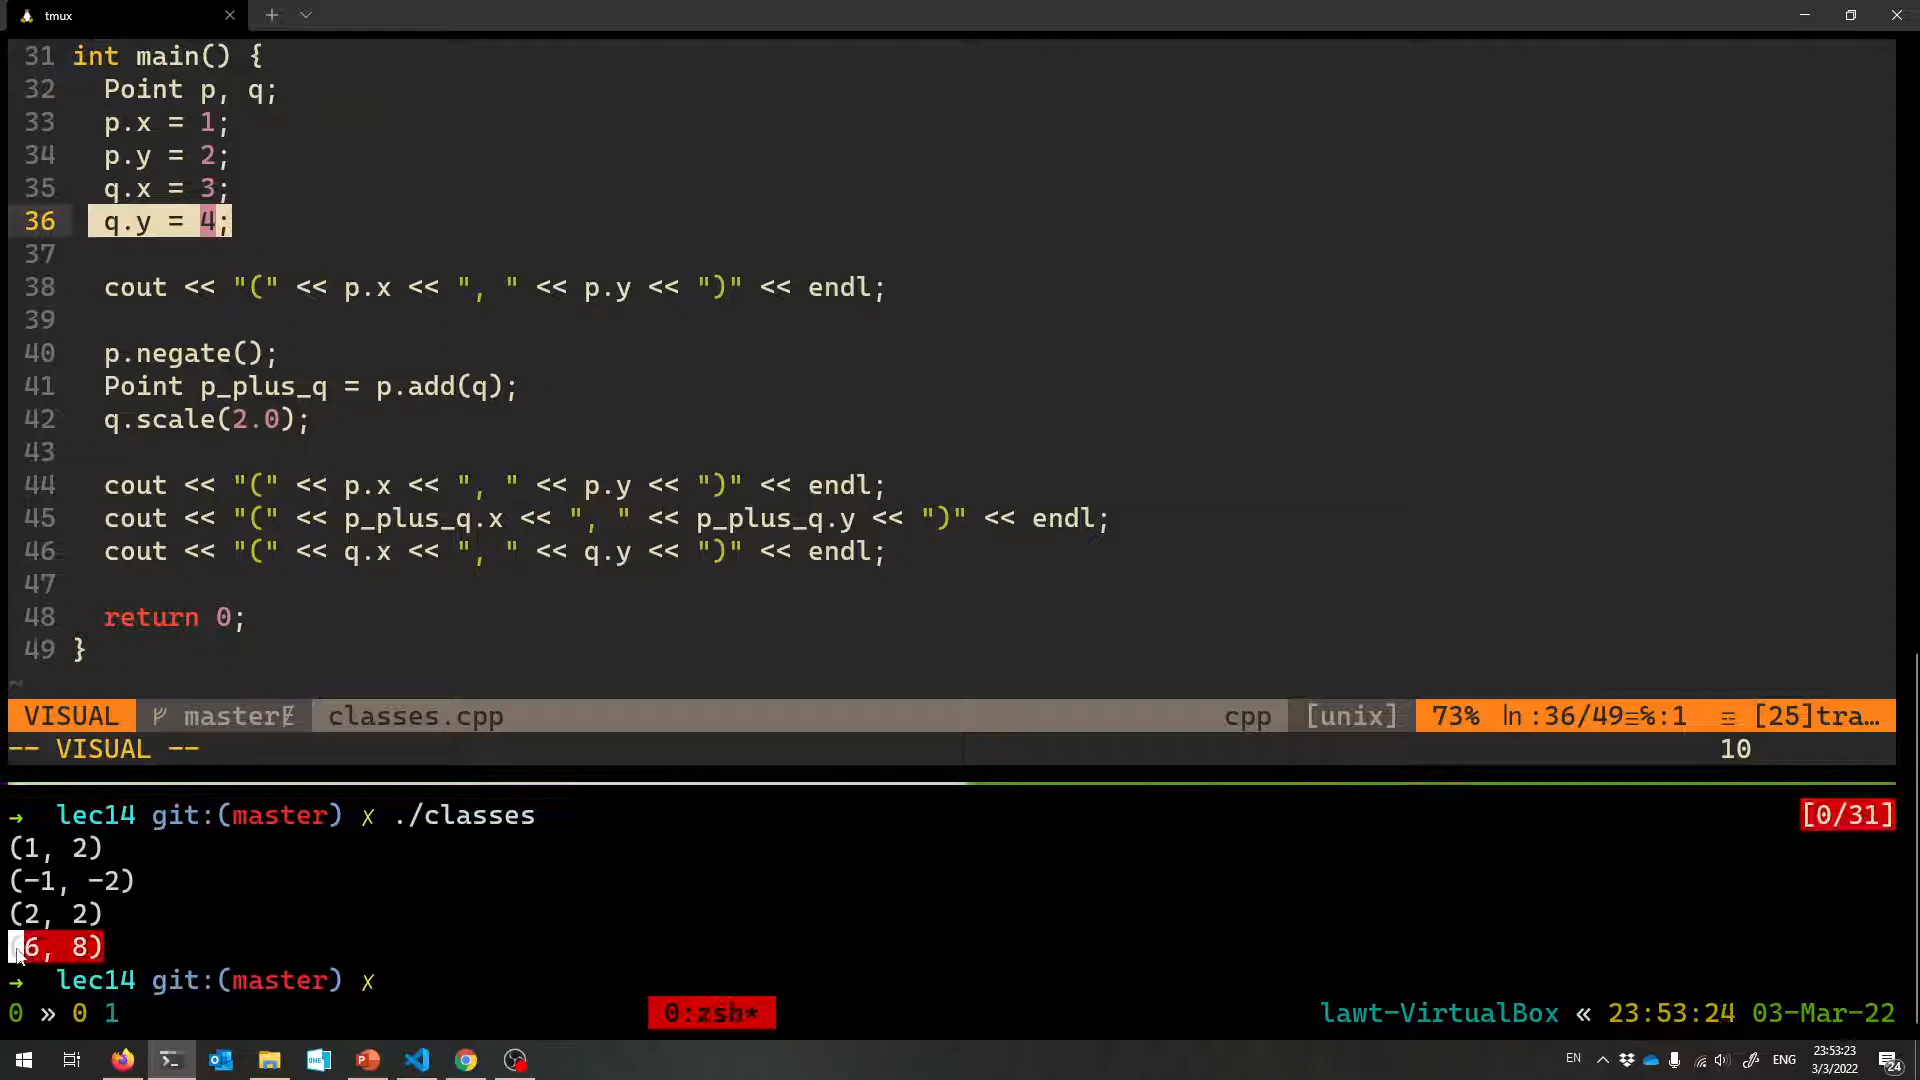 tmux
31 int main() {
32   Point p, q;
33   p.x = 1;
34   p.y = 2;
35   q.x = 3;
36   q.y = 4;
37
38   cout << "(" << p.x << ", " << p.y << ")" << endl;
39
40   p.negate();
41   Point p_plus_q = p.add(q);
42   q.scale(2.0);
43
44   cout << "(" << p.x << ", " << p.y << ")" << endl;
45   cout << "(" << p_plus_q.x << ", " << p_plus_q.y << ")" << endl;
46   cout << "(" << q.x << ", " << q.y << ")" << endl;
47
48   return 0;
49 }
~
VISUAL master classes.cpp cpp [unix] 73% ln :36/49≡%:1 ☲ [25]tra…
-- VISUAL -- 10
→ lec14 git:(master) ✗ ./classes [0/31]
(1, 2)
(-1, -2)
(2, 2)
(6, 8)
→ lec14 git:(master) ✗
0 » 0 1 0:zsh* lawt-VirtualBox « 23:53:24 03-Mar-22
EN ENG 23:53:23
3/3/2022
24